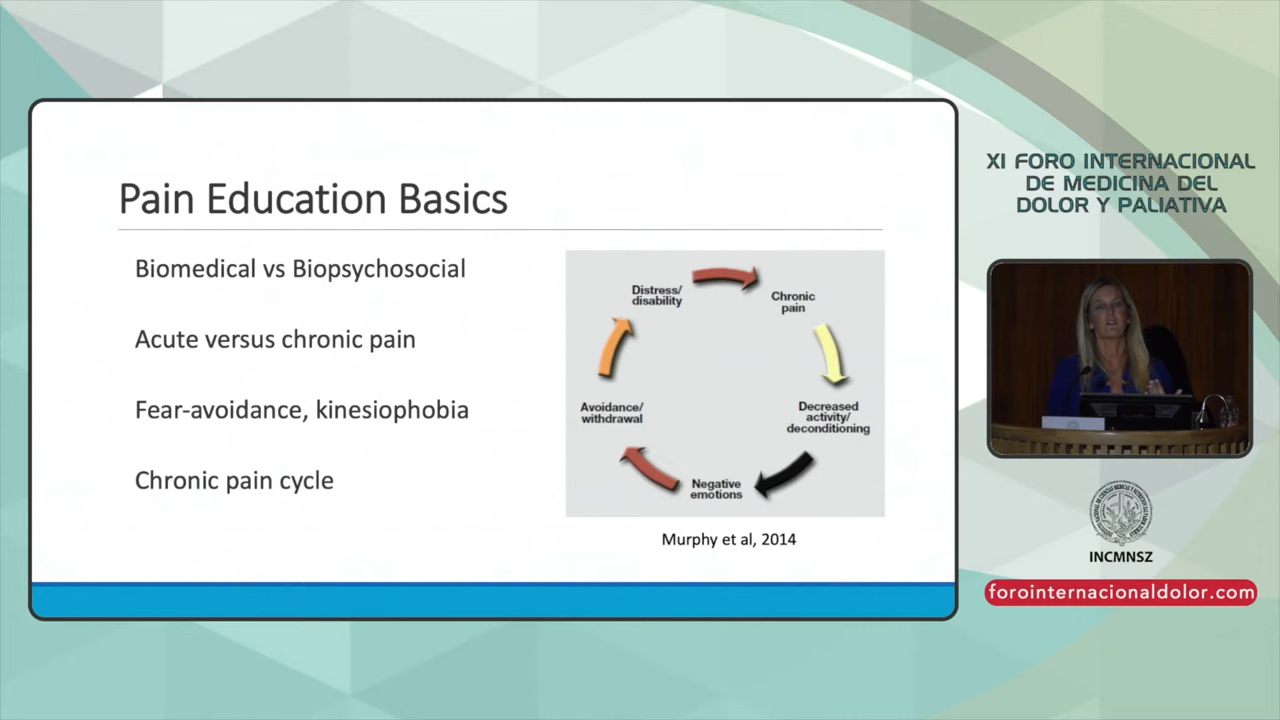 Pain Education Basics
Biomedical vs Biopsychosocial
Acute versus chronic pain
Fear-avoidance, kinesiophobia
Chronic pain cycle
Distress/
disability
Chronic
pain
Decreased
activity/
deconditioning
Negative
emotions
Avoidance/
withdrawal
Murphy et al, 2014
XI FORO INTERNACIONAL
DE MEDICINA DEL
DOLOR Y PALIATIVA
INCMNSZ
forointernacionaldolor.com